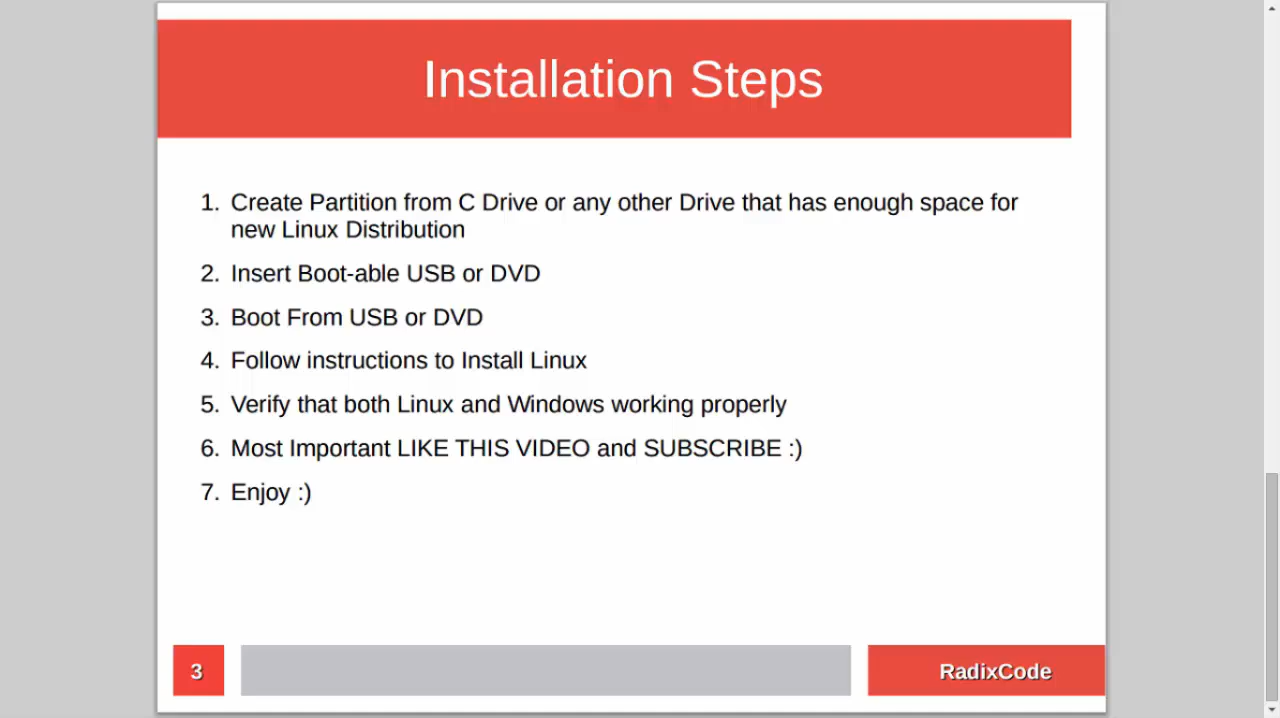 Installation Steps
1. Create Partition from C Drive or any other Drive that has enough space for
new Linux Distribution
2. Insert Boot-able USB or DVD
3. Boot From USB or DVD
4. Follow instructions to Install Linux
5. Verify that both Linux and Windows working properly
6. Most Important LIKE THIS VIDEO and SUBSCRIBE :)
7. Enjoy :)
3
RadixCode